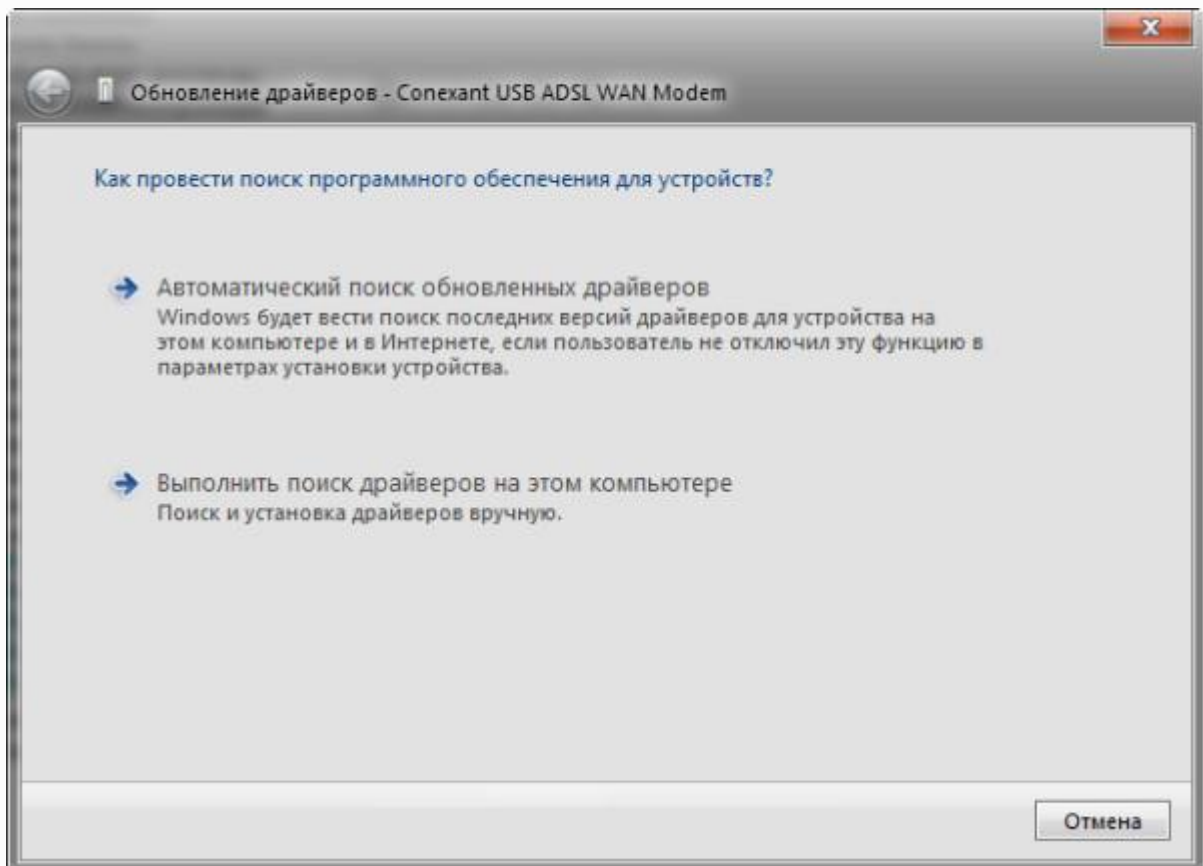 Обновление драйверов - Conexant USB ADSL WAN Modem
Как провести поиск программного обеспечения для устройств?
Автоматический поиск обновленных драйверов
Windows будет вести поиск последних версий драйверов для устройства на
этом компьютере и в Интернете, если пользователь не отключил эту функцию в
параметрах установки устройства.
Выполнить поиск драйверов на этом компьютере
Поиск и установка драйверов вручную.
Отмена